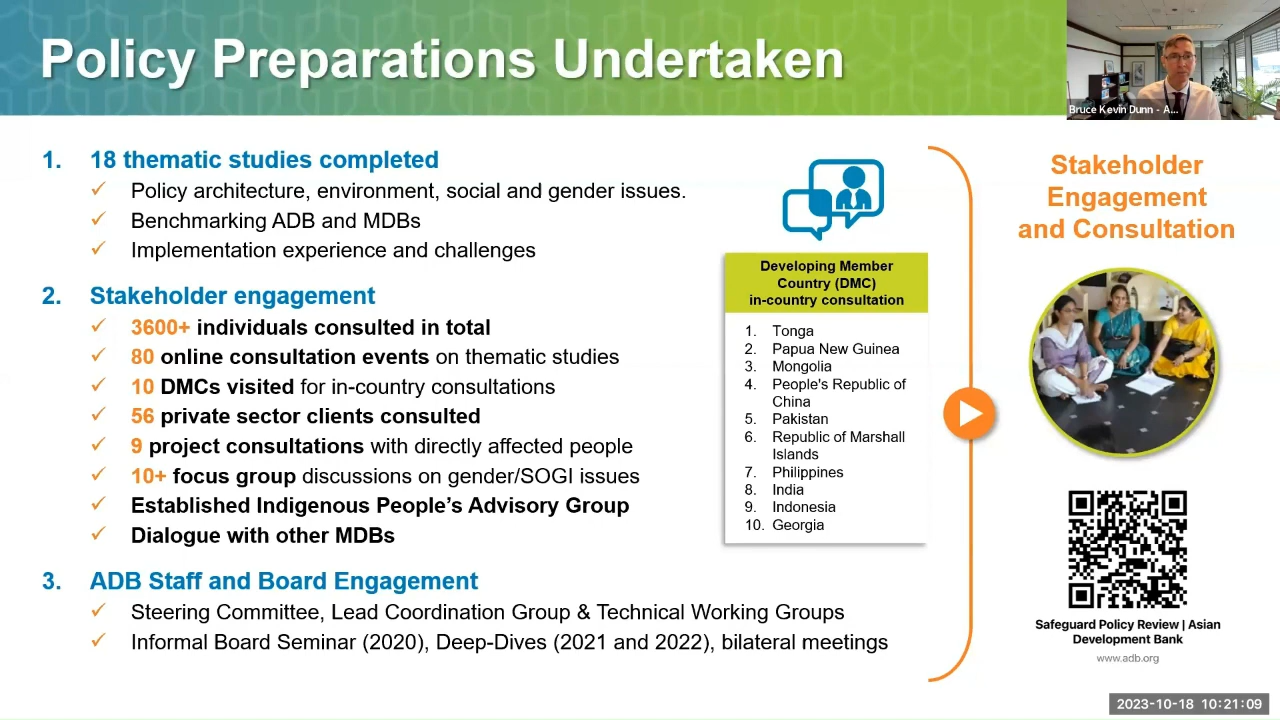 Policy Preparations Undertaken
Bruce Kevin Dunn - A...
1. 18 thematic studies completed
✓ Policy architecture, environment, social and gender issues.
✓ Benchmarking ADB and MDBs
✓ Implementation experience and challenges
2. Stakeholder engagement
✓ 3600+ individuals consulted in total
✓ 80 online consultation events on thematic studies
✓ 10 DMCs visited for in-country consultations
✓ 56 private sector clients consulted
✓ 9 project consultations with directly affected people
✓ 10+ focus group discussions on gender/SOGI issues
✓ Established Indigenous People's Advisory Group
✓ Dialogue with other MDBs
3. ADB Staff and Board Engagement
✓ Steering Committee, Lead Coordination Group & Technical Working Groups
✓ Informal Board Seminar (2020), Deep-Dives (2021 and 2022), bilateral meetings
Developing Member
Country (DMC)
in-country consultation
1. Tonga
2. Papua New Guinea
3. Mongolia
4. People's Republic of
China
5. Pakistan
6. Republic of Marshall
Islands
7. Philippines
8. India
9. Indonesia
10. Georgia
Stakeholder
Engagement
and Consultation
Safeguard Policy Review | Asian
Development Bank
www.adb.org
2023-10-18 10:21:09